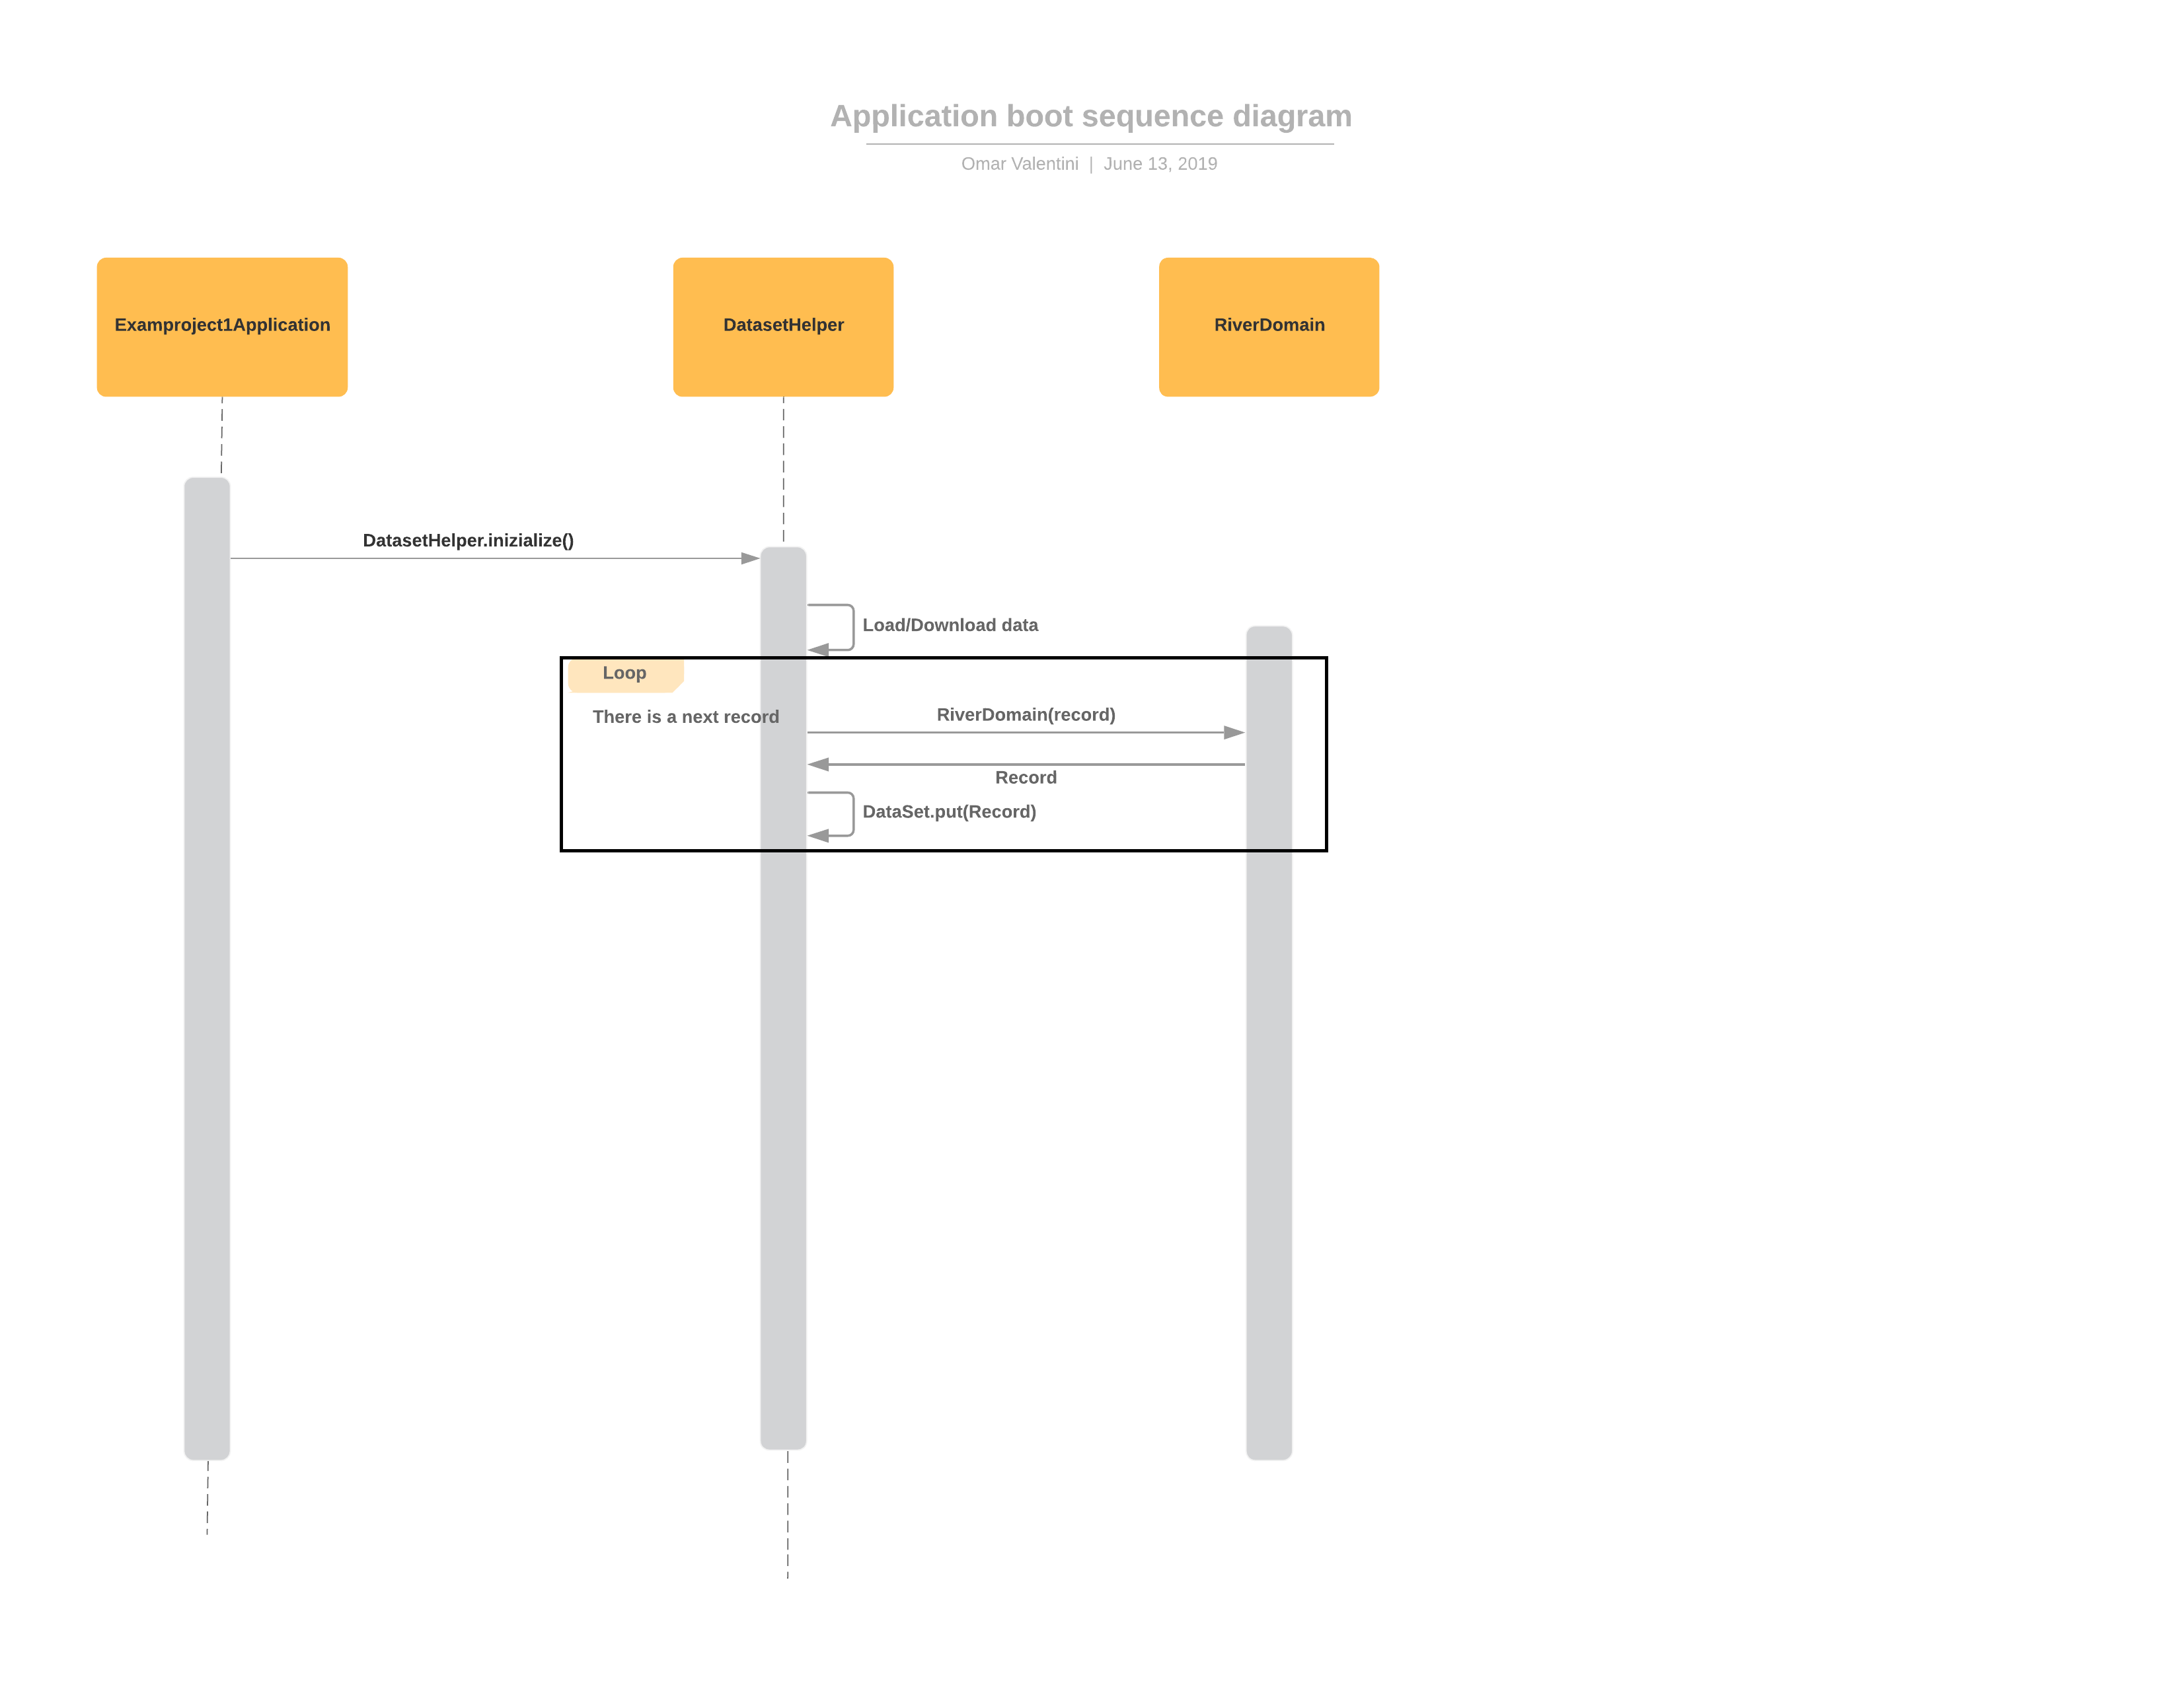 Application boot sequence diagram
Omar Valentini | June 13, 2019
Examproject1Application
DatasetHelper
RiverDomain
DatasetHelper.inizialize()
Load/Download data
Loop
There is a next record
RiverDomain(record)
Record
DataSet.put(Record)